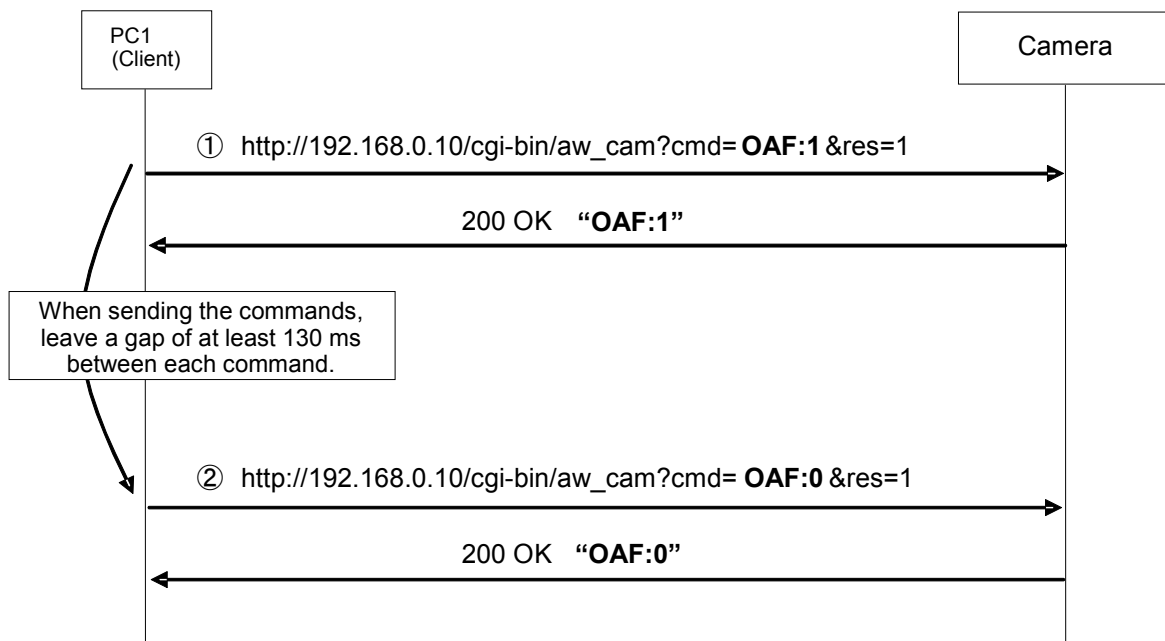 PC1
(Client)
Camera
① http://192.168.0.10/cgi-bin/aw_cam?cmd= OAF:1 &res=1
200 OK “OAF:1”
When sending the commands,
leave a gap of at least 130 ms
between each command.
② http://192.168.0.10/cgi-bin/aw_cam?cmd= OAF:0 &res=1
200 OK “OAF:0”